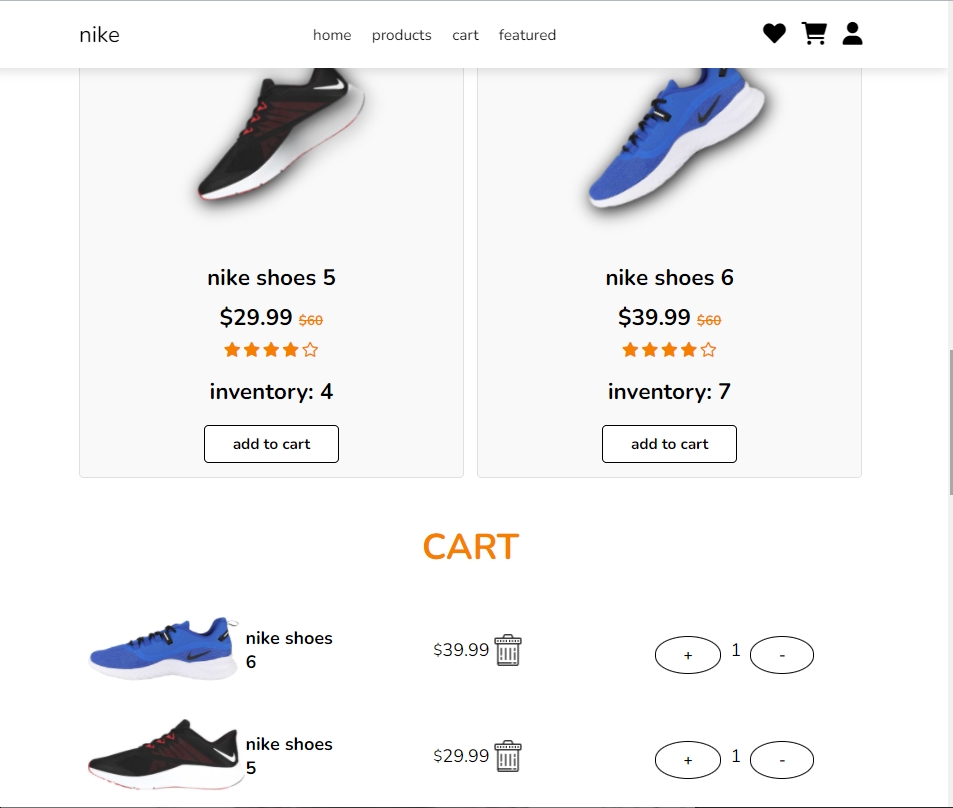 nike
home products cart featured
nike shoes 5
$29.99 $60
inventory: 4
add to cart
nike shoes 6
$39.99 $60
inventory: 7
add to cart
CART
nike shoes
6
$39.99
+ 1 -
nike shoes
5
$29.99
+ 1 -